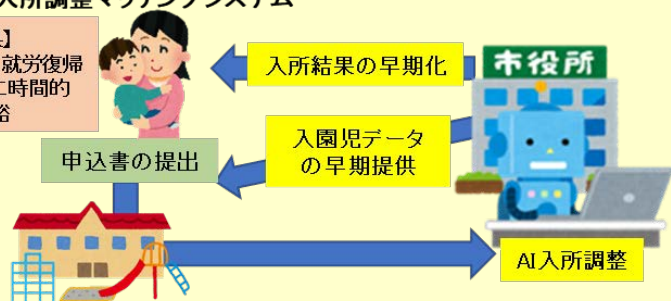 入所調整マッチングシステム
】
就労復帰
に時間的
裕
入所結果の早期化
市役所
入園児データ
の早期提供
申込書の提出
AI入所調整